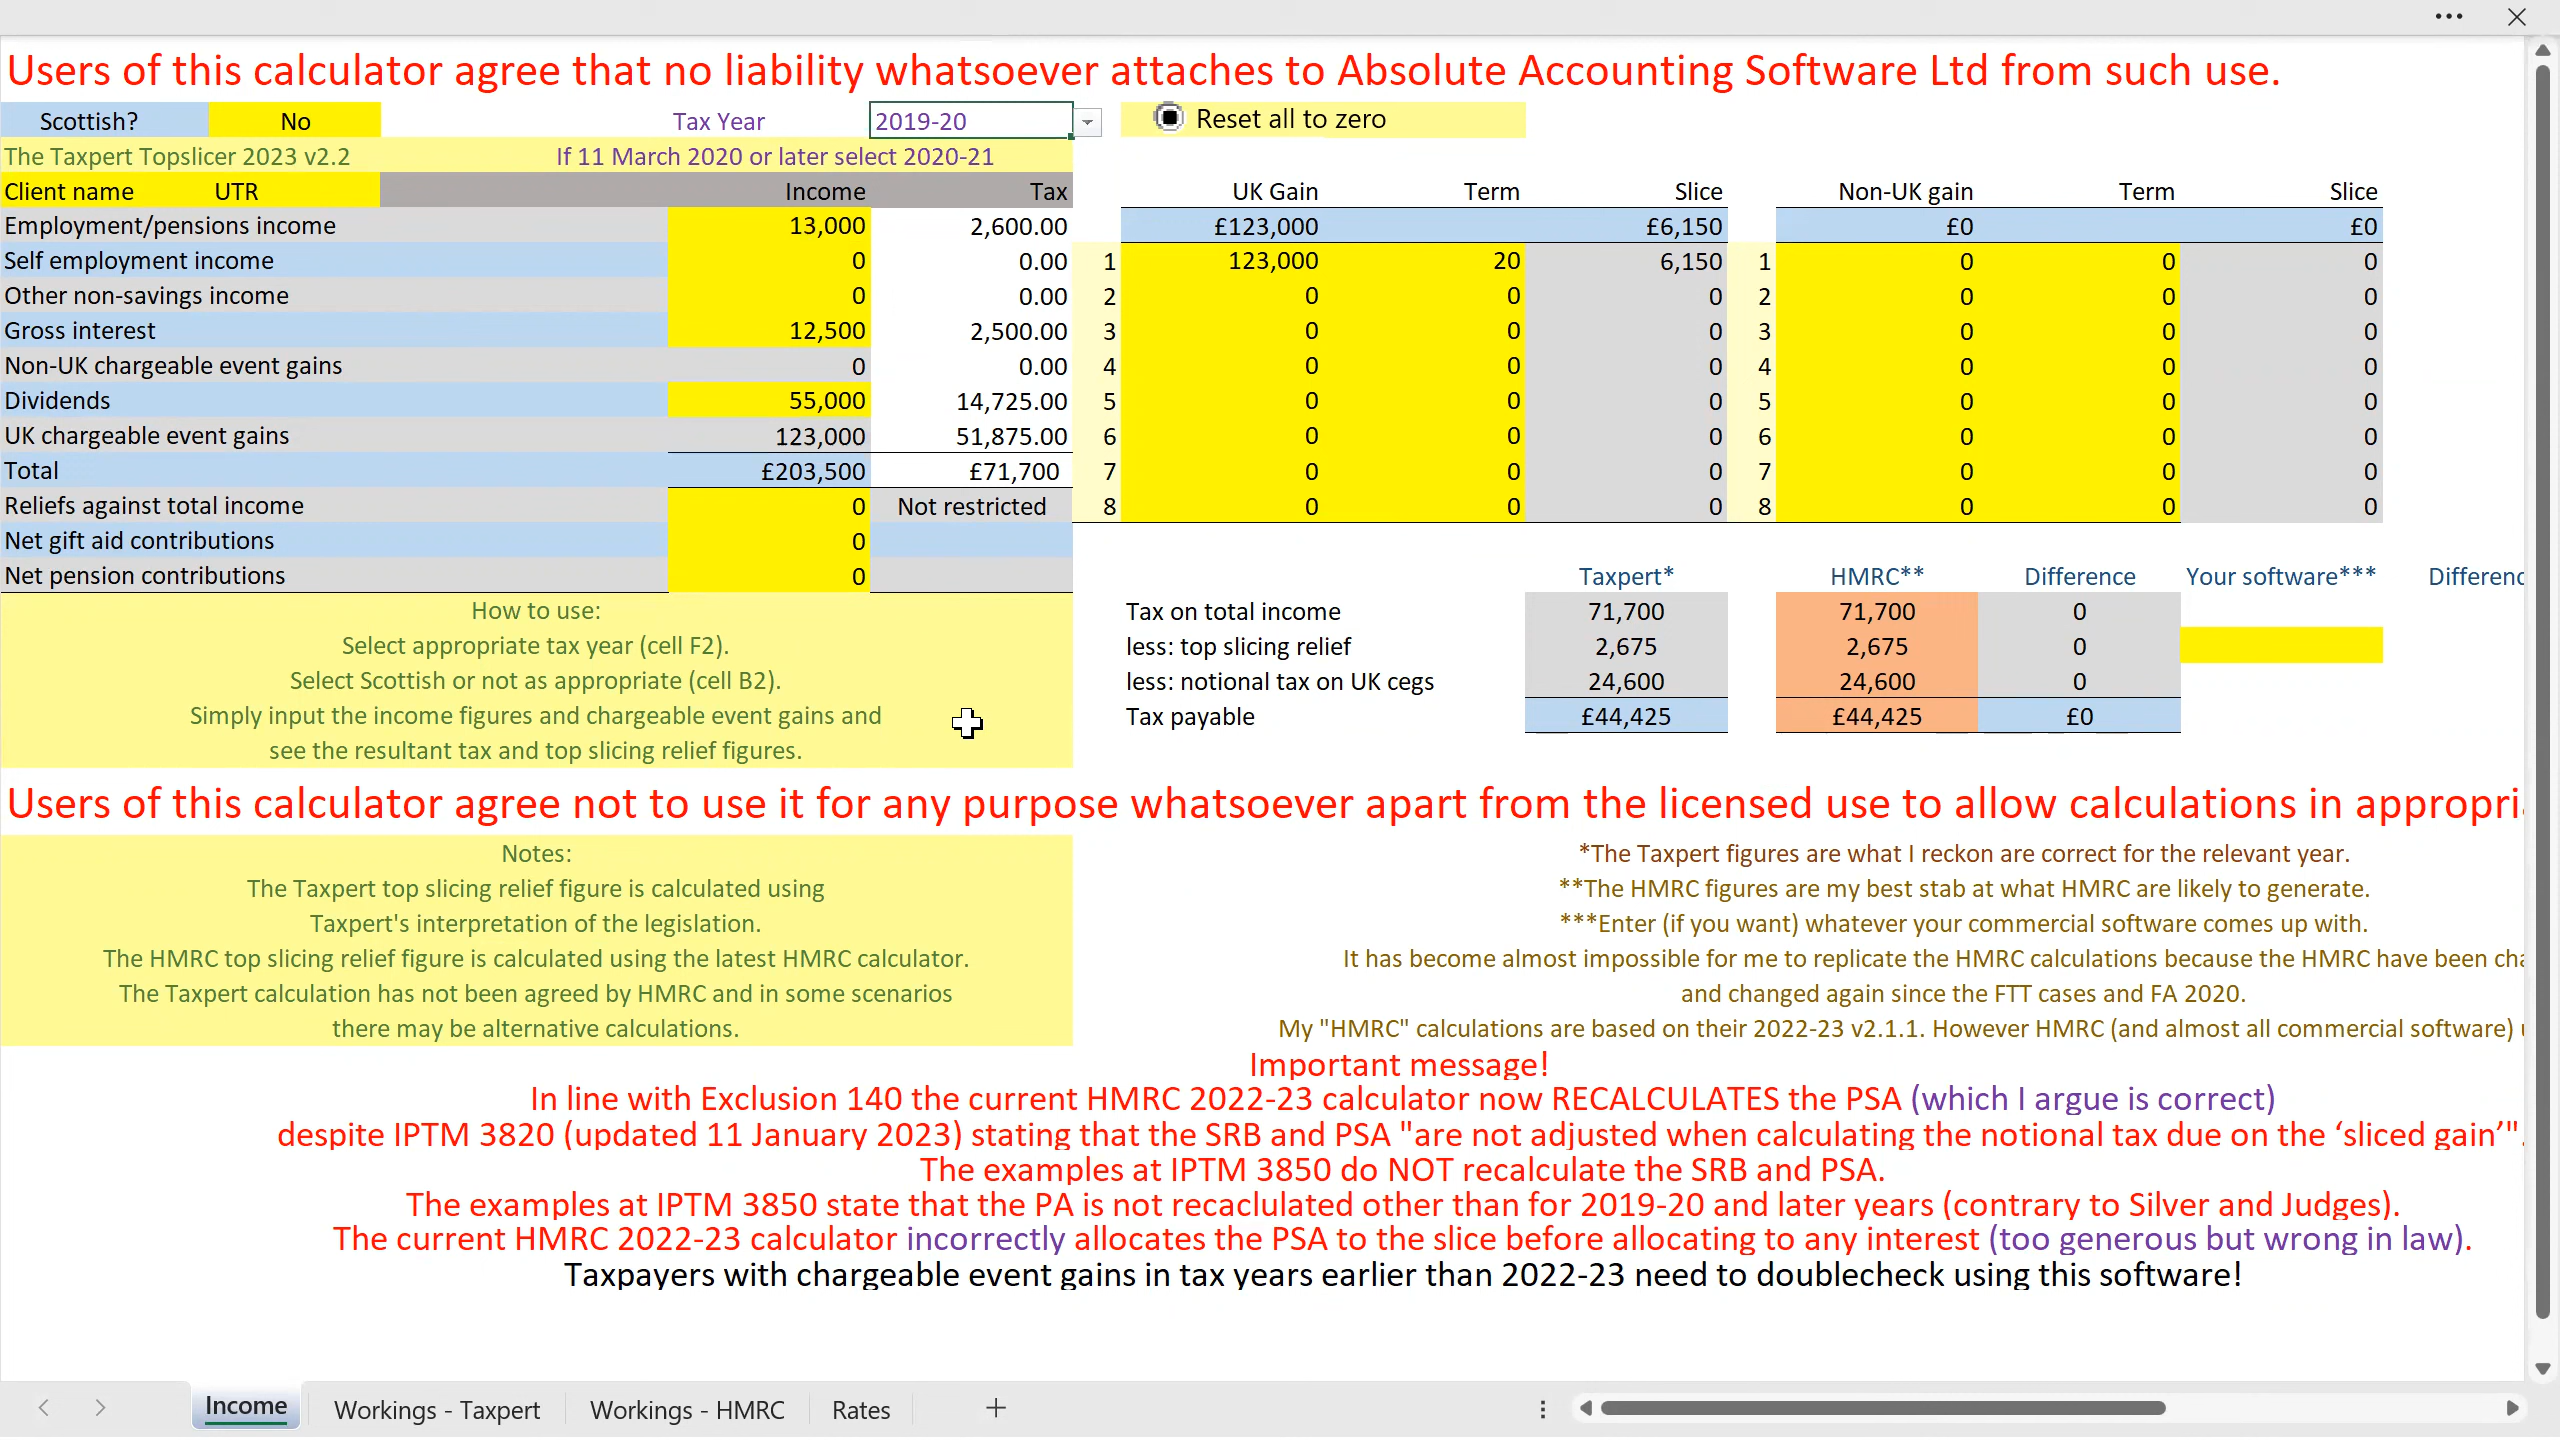 Users of this calculator agree that no liability whatsoever attaches to Absolute Accounting Software Ltd from such use.
Scottish? No Tax Year 2019-20 Reset all to zero
The Taxpert Topslicer 2023 v2.2 If 11 March 2020 or later select 2020-21
Client name UTR Income Tax UK Gain Term Slice Non-UK gain Term Slice
Employment/pensions income 13,000 2,600.00 £123,000 £6,150 £0 £0
Self employment income 0 0.00 1 123,000 20 6,150 1 0 0 0
Other non-savings income 0 0.00 2 0 0 0 2 0 0 0
Gross interest 12,500 2,500.00 3 0 0 0 3 0 0 0
Non-UK chargeable event gains 0 0.00 4 0 0 0 4 0 0 0
Dividends 55,000 14,725.00 5 0 0 0 5 0 0 0
UK chargeable event gains 123,000 51,875.00 6 0 0 0 6 0 0 0
Total £203,500 £71,700 7 0 0 0 7 0 0 0
Reliefs against total income 0 Not restricted 8 0 0 0 8 0 0 0
Net gift aid contributions 0
Net pension contributions 0 Taxpert* HMRC** Difference Your software*** Differenc
How to use: Tax on total income 71,700 71,700 0
Select appropriate tax year (cell F2). less: top slicing relief 2,675 2,675 0
Select Scottish or not as appropriate (cell B2). less: notional tax on UK cegs 24,600 24,600 0
Simply input the income figures and chargeable event gains and Tax payable £44,425 £44,425 £0
see the resultant tax and top slicing relief figures.
Users of this calculator agree not to use it for any purpose whatsoever apart from the licensed use to allow calculations in appropri
Notes: *The Taxpert figures are what I reckon are correct for the relevant year.
The Taxpert top slicing relief figure is calculated using **The HMRC figures are my best stab at what HMRC are likely to generate.
Taxpert's interpretation of the legislation. ***Enter (if you want) whatever your commercial software comes up with.
The HMRC top slicing relief figure is calculated using the latest HMRC calculator. It has become almost impossible for me to replicate the HMRC calculations because the HMRC have been cha
The Taxpert calculation has not been agreed by HMRC and in some scenarios and changed again since the FTT cases and FA 2020.
there may be alternative calculations. My "HMRC" calculations are based on their 2022-23 v2.1.1. However HMRC (and almost all commercial software)
Important message!
In line with Exclusion 140 the current HMRC 2022-23 calculator now RECALCULATES the PSA (which I argue is correct)
despite IPTM 3820 (updated 11 January 2023) stating that the SRB and PSA "are not adjusted when calculating the notional tax due on the ‘sliced gain’".
The examples at IPTM 3850 do NOT recalculate the SRB and PSA.
The examples at IPTM 3850 state that the PA is not recaclulated other than for 2019-20 and later years (contrary to Silver and Judges).
The current HMRC 2022-23 calculator incorrectly allocates the PSA to the slice before allocating to any interest (too generous but wrong in law).
Taxpayers with chargeable event gains in tax years earlier than 2022-23 need to doublecheck using this software!
Income Workings - Taxpert Workings - HMRC Rates